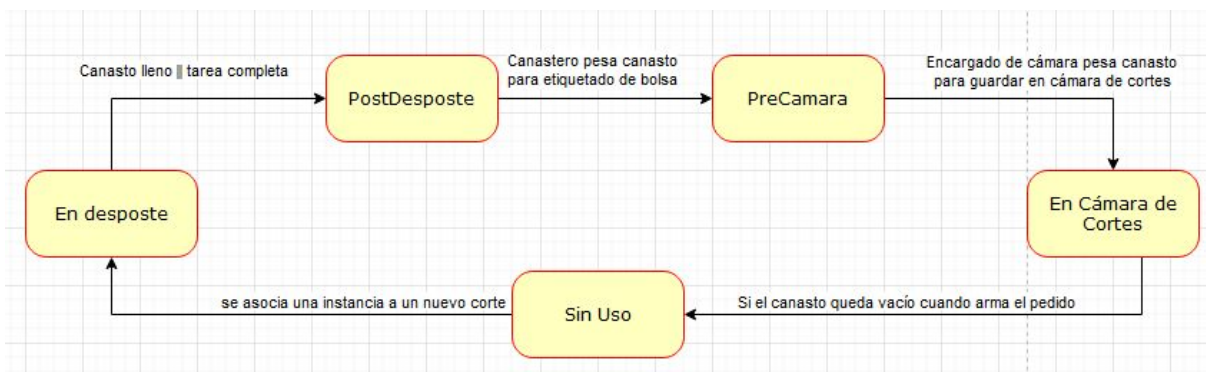 Canasto lleno || tarea completa
PostDesposte
Canastero pesa canasto
para etiquetado de bolsa
PreCamara
Encargado de cámara pesa canasto
para guardar en cámara de cortes
En desposte
En Cámara de
Cortes
se asocia una instancia a un nuevo corte
Sin Uso
Si el canasto queda vacío cuando arma el pedido